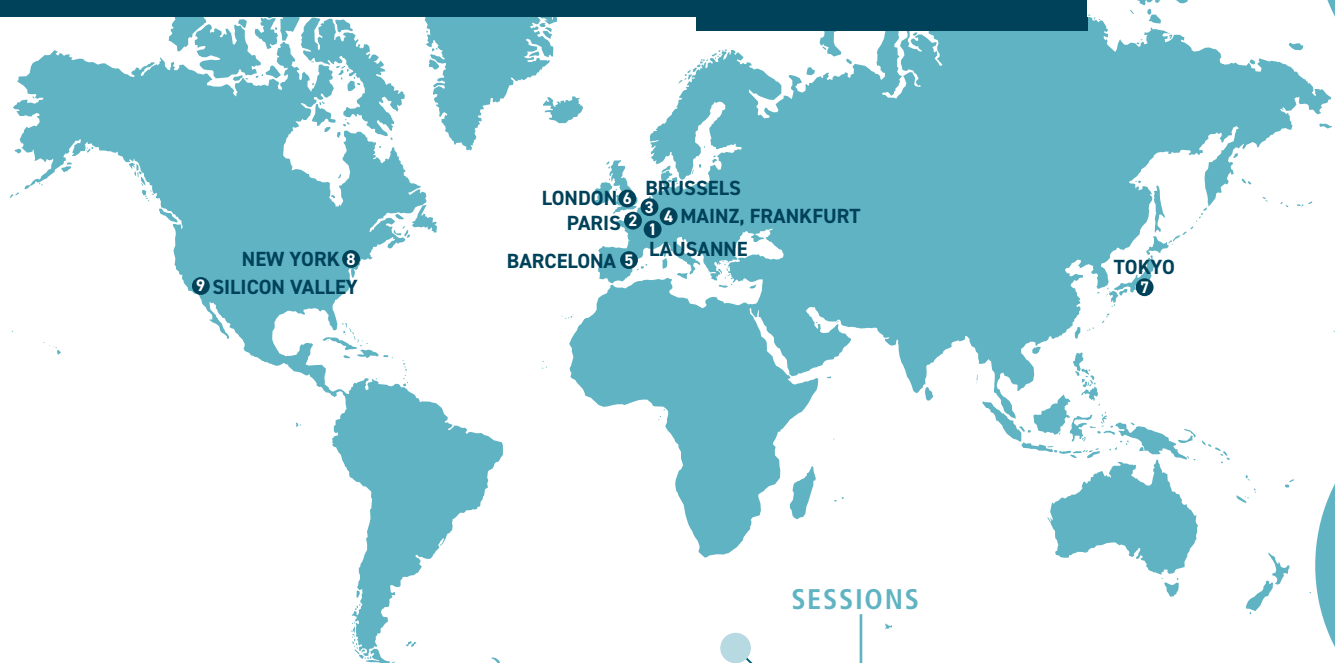 BRUSSELS
LONDON 6
3
4 MAINZ, FRANKFURT
PARIS 2
1
LAUSANNE
NEW YORK 8
BARCELONA 5
TOKYO
7
9 SILICON VALLEY
SESSIONS